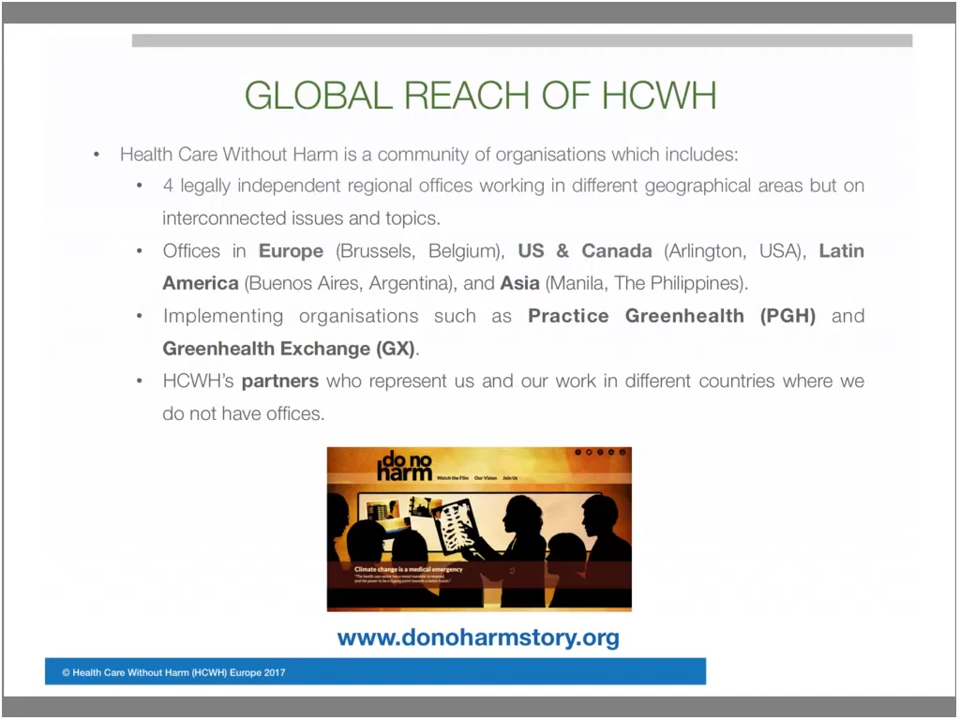 GLOBAL REACH OF HCWH
• Health Care Without Harm is a community of organisations which includes:
• 4 legally independent regional offices working in different geographical areas but on
interconnected issues and topics.
• Offices in Europe (Brussels, Belgium), US & Canada (Arlington, USA), Latin
America (Buenos Aires, Argentina), and Asia (Manila, The Philippines).
• Implementing organisations such as Practice Greenhealth (PGH) and
Greenhealth Exchange (GX).
• HCWH's partners who represent us and our work in different countries where we
do not have offices.
do no
harm
Watch the Film Our Vision Join Us
Climate change is a medical emergency
"The health care sector has a moral mandate to respond,
and the power to be a tipping point towards a better future."
www.donoharmstory.org
© Health Care Without Harm (HCWH) Europe 2017